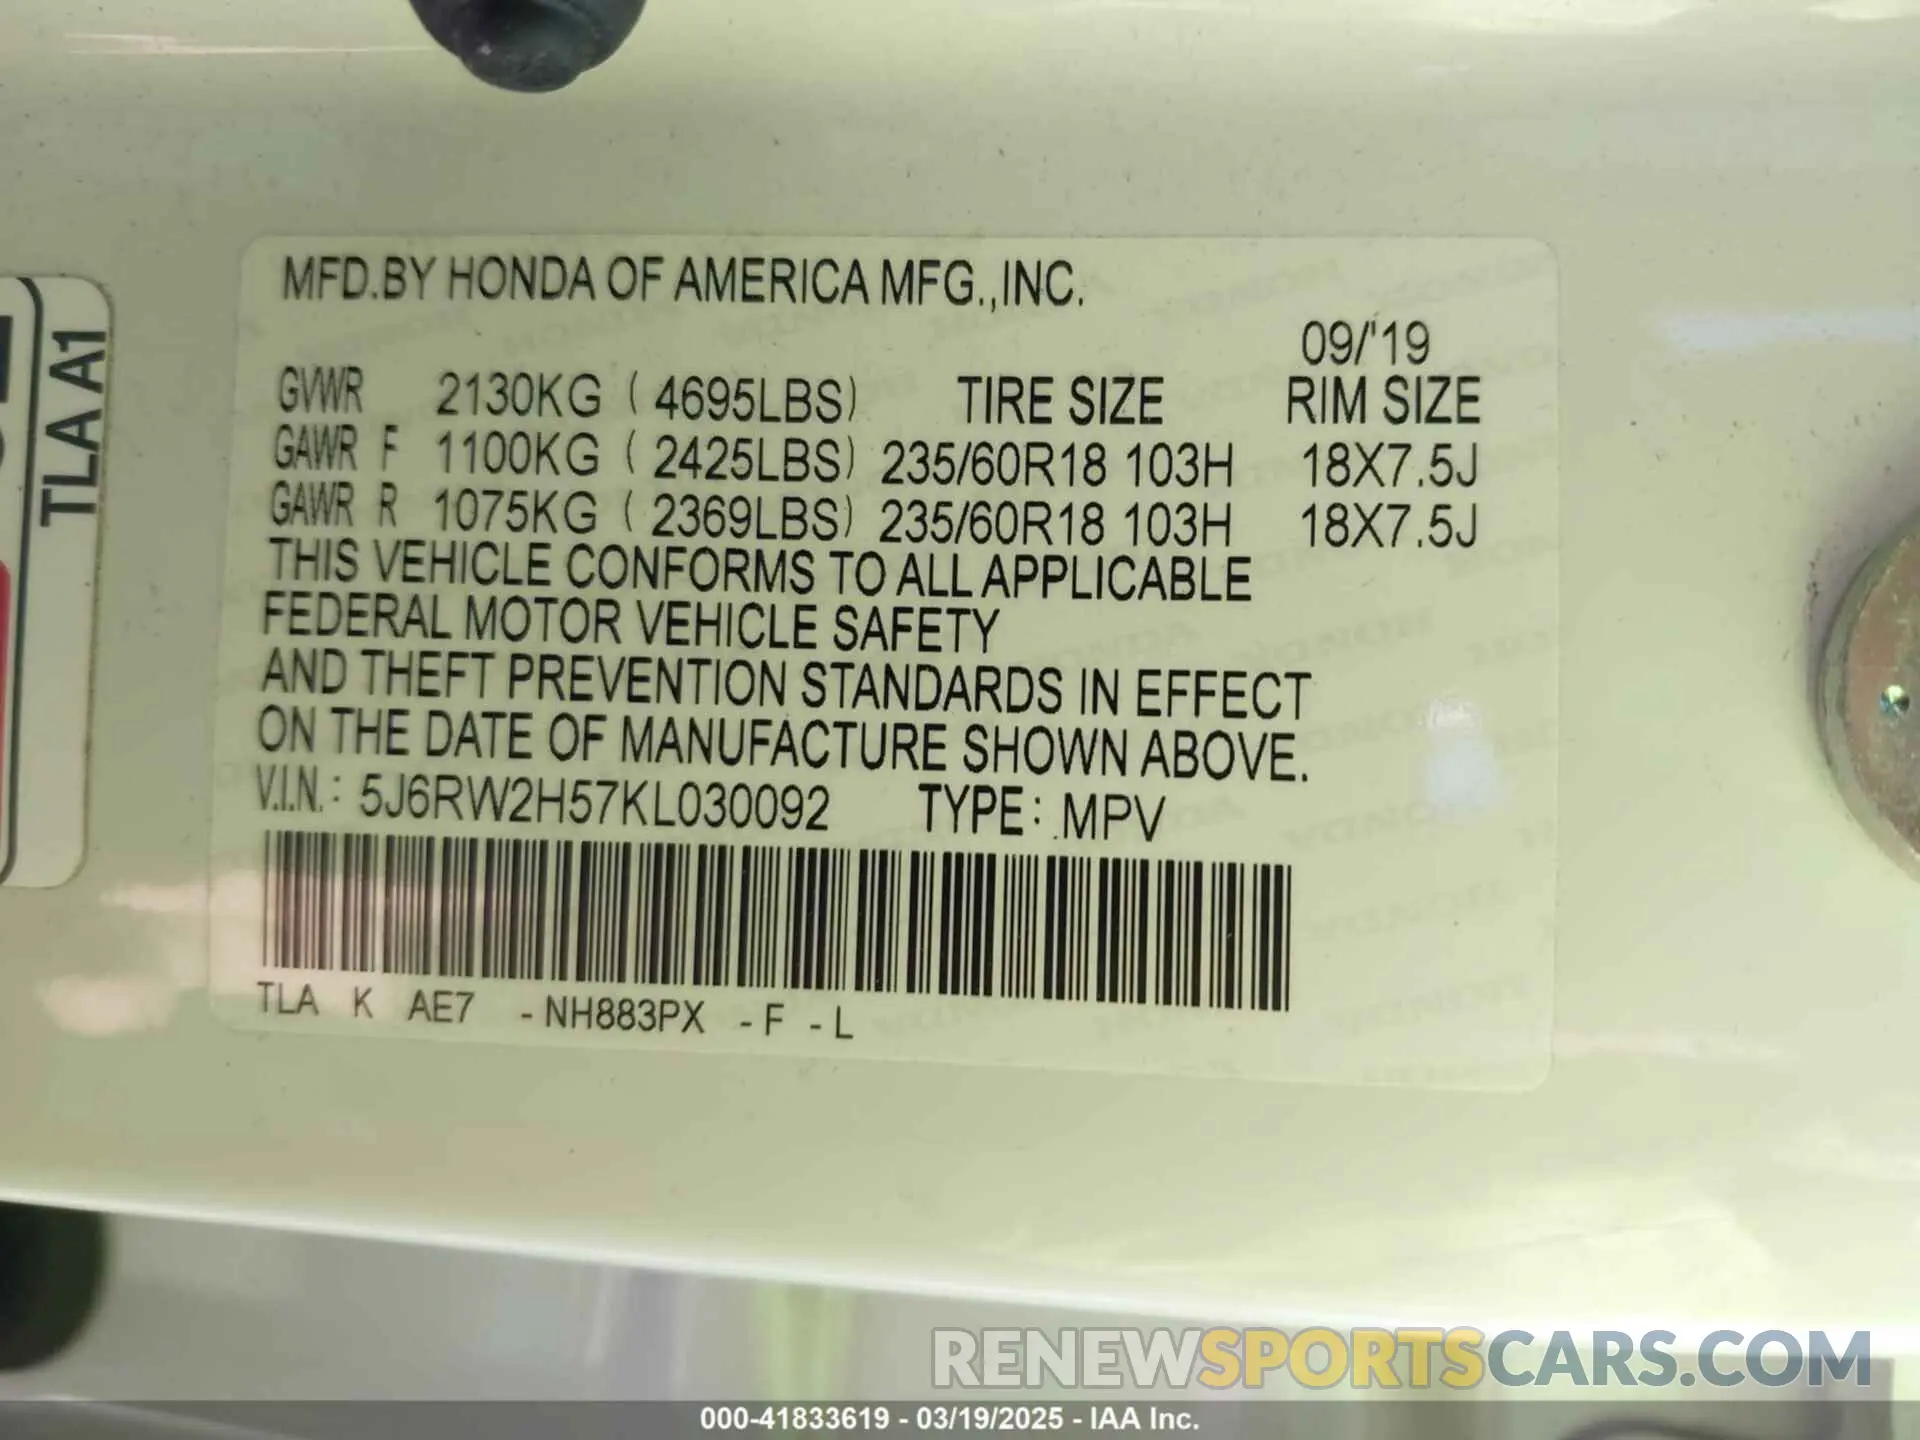 MFD.BY HONDA OF AMERICA MFG.,INC.
09/'19
GVWR 2130KG ( 4695LBS) TIRE SIZE RIM SIZE
GAWR F 1100KG ( 2425LBS) 235/60R18 103H 18X7.5J
GAWR R 1075KG ( 2369LBS) 235/60R18 103H 18X7.5J
THIS VEHICLE CONFORMS TO ALL APPLICABLE
FEDERAL MOTOR VEHICLE SAFETY
AND THEFT PREVENTION STANDARDS IN EFFECT
ON THE DATE OF MANUFACTURE SHOWN ABOVE.
V.I.N.: 5J6RW2H57KL030092 TYPE: MPV
TLA K AE7 -NH883PX -F -L
TLA A1
RENEWSPORTSCARS.COM
000-41833619 - 03/19/2025 - IAA Inc.